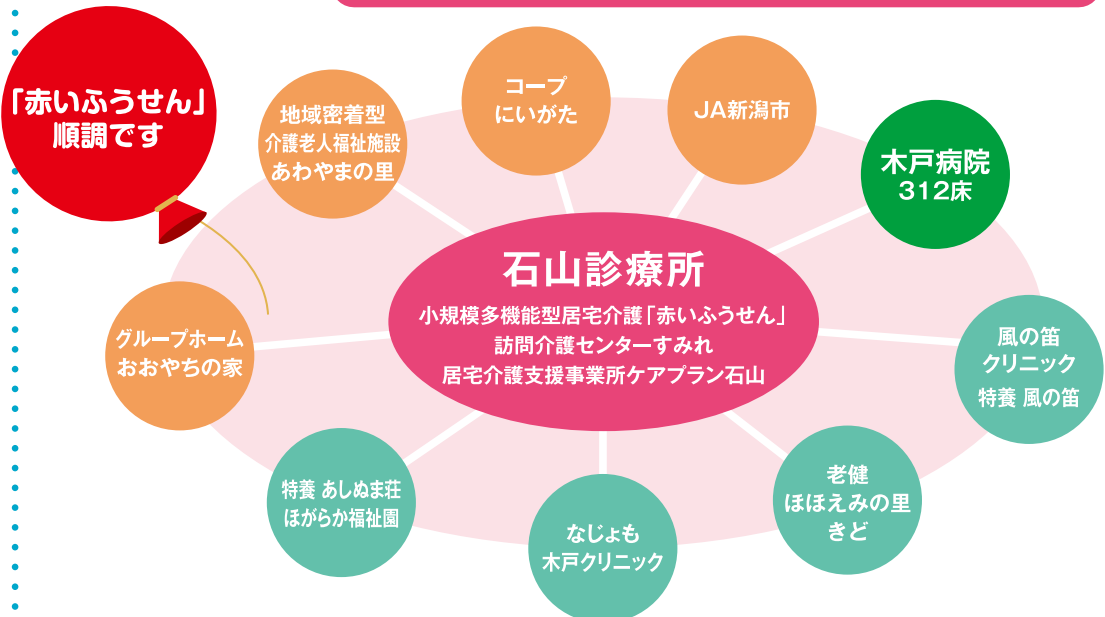 「赤いふうせん」
順調です
地域密着型
介護老人福祉施設
あわやまの里
コープ
にいがた
JA新潟市
木戸病院
312床
石山診療所
小規模多機能型居宅介護「赤いふうせん」
訪問介護センターすみれ
居宅介護支援事業所ケアプラン石山
グループホーム
おおやちの家
風の笛
クリニック
特養 風の笛
特養 あしぬま荘
ほがらか福祉園
なじょも
木戸クリニック
老健
ほほえみの里
きど